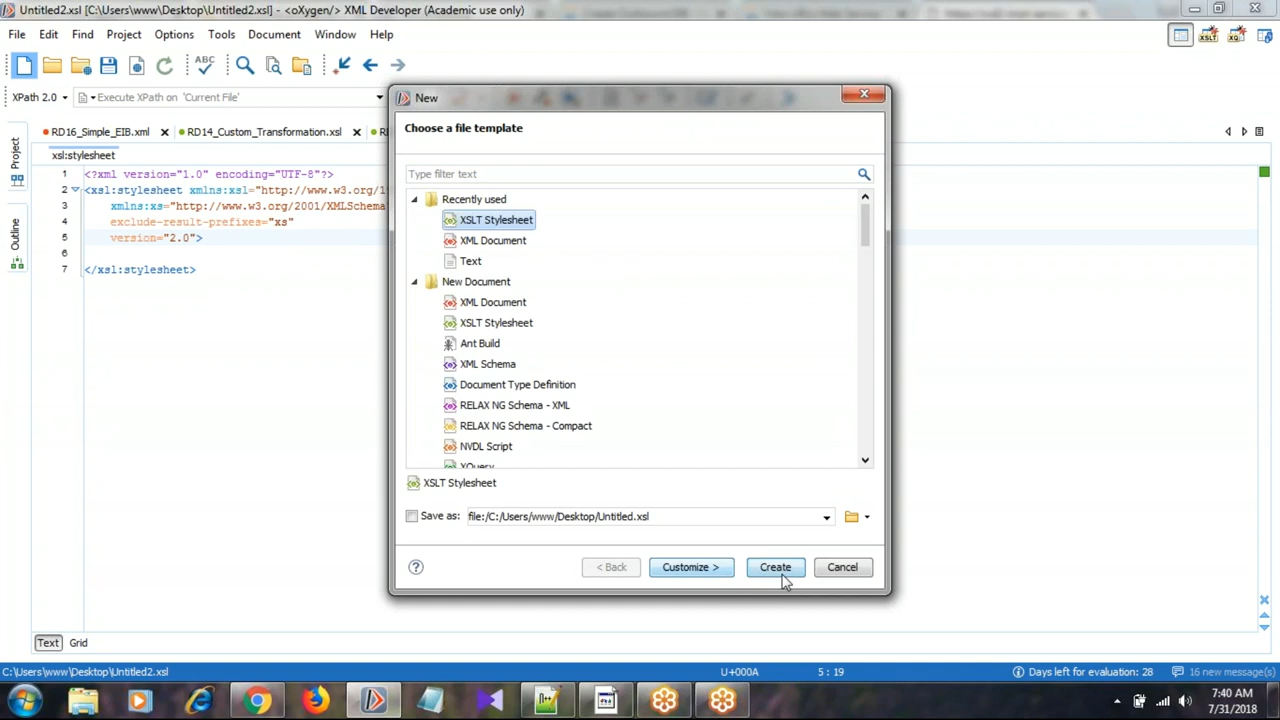 Untitled2.xsl [C:\Users\www\Desktop\Untitled2.xsl] - <oXygen/> XML Developer (Academic use only)
File Edit Find Project Options Tools Document Window Help
XPath 2.0 Execute XPath on 'Current File'
RD16_Simple_EIB.xml RD14_Custom_Transformation.xsl
xsl:stylesheet
1 <?xml version="1.0" encoding="UTF-8"?>
2 <xsl:stylesheet xmlns:xsl="http://www.w3.org/
3 xmlns:xs="http://www.w3.org/2001/XMLSchema
4 exclude-result-prefixes="xs"
5 version="2.0">
6
7 </xsl:stylesheet>
Project
Outline
New
Choose a file template
Type filter text
Recently used
XSLT Stylesheet
XML Document
Text
New Document
XML Document
XSLT Stylesheet
Ant Build
XML Schema
Document Type Definition
RELAX NG Schema - XML
RELAX NG Schema - Compact
NVDL Script
XQuery
XSLT Stylesheet
Save as: file:/C:/Users/www/Desktop/Untitled.xsl
< Back Customize > Create Cancel
Text Grid
C:\Users\www\Desktop\Untitled2.xsl U+000A 5 : 19 Days left for evaluation: 28 16 new message(s)
7:40 AM
7/31/2018